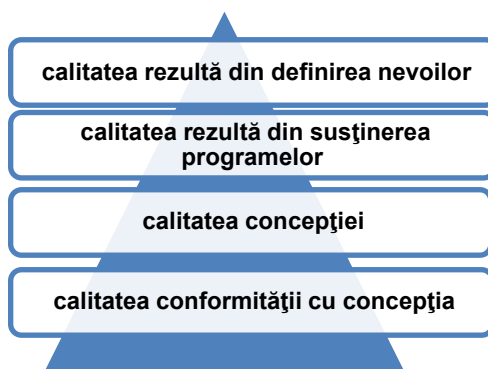 calitatea rezultă din definirea nevoilor
calitatea rezultă din susţinerea
programelor
calitatea concepţiei
calitatea conformităţii cu concepţia